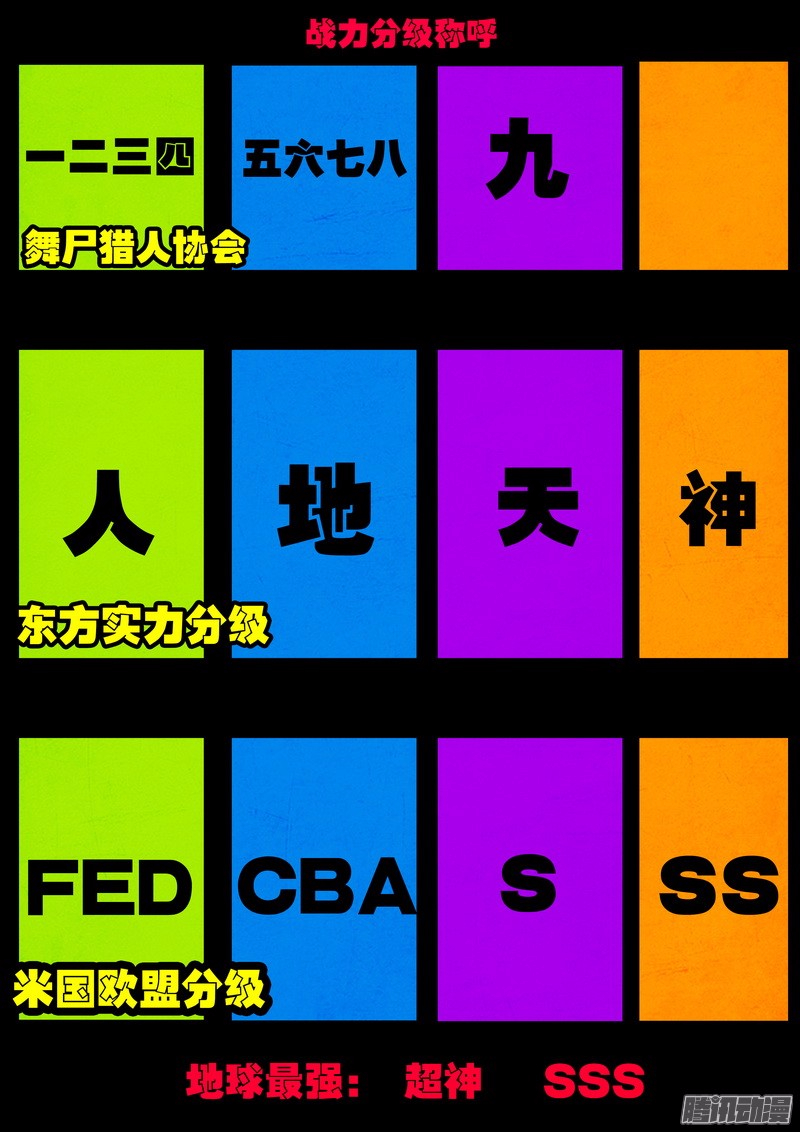 战力分级称呼
一二三四 五六七八 九
舞尸猎人协会
人 地 天 神
东方实力分级
FED CBA S SS
米国欧盟分级
地球最强： 超神 SSS
腾讯动漫